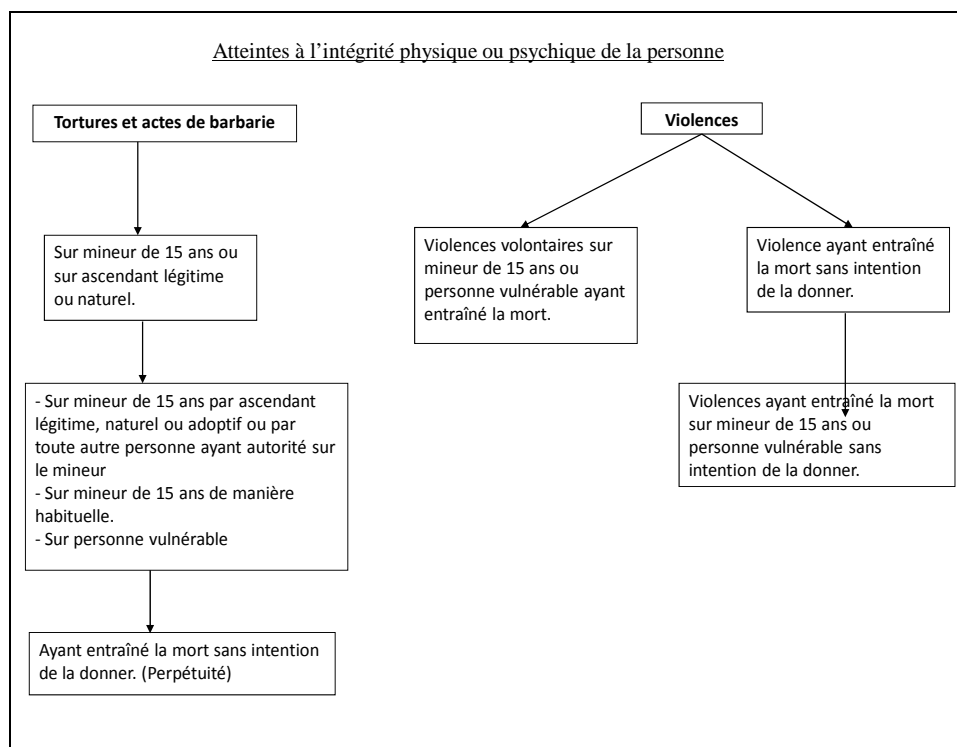 Atteintes à l'intégrité physique ou psychique de la personne
Tortures et actes de barbarie
Sur mineur de 15 ans ou
sur ascendant légitime
ou naturel.
- Sur mineur de 15 ans par ascendant
légitime, naturel ou adoptif ou par
toute autre personne ayant autorité sur
le mineur
- Sur mineur de 15 ans de manière
habituelle.
- Sur personne vulnérable
Ayant entraîné la mort sans intention
de la donner. (Perpétuité)
Violences
Violences volontaires sur
mineur de 15 ans ou
personne vulnérable ayant
entraîné la mort.
Violence ayant entraîné
la mort sans intention
de la donner.
Violences ayant entraîné la mort
sur mineur de 15 ans ou
personne vulnérable sans
intention de la donner.